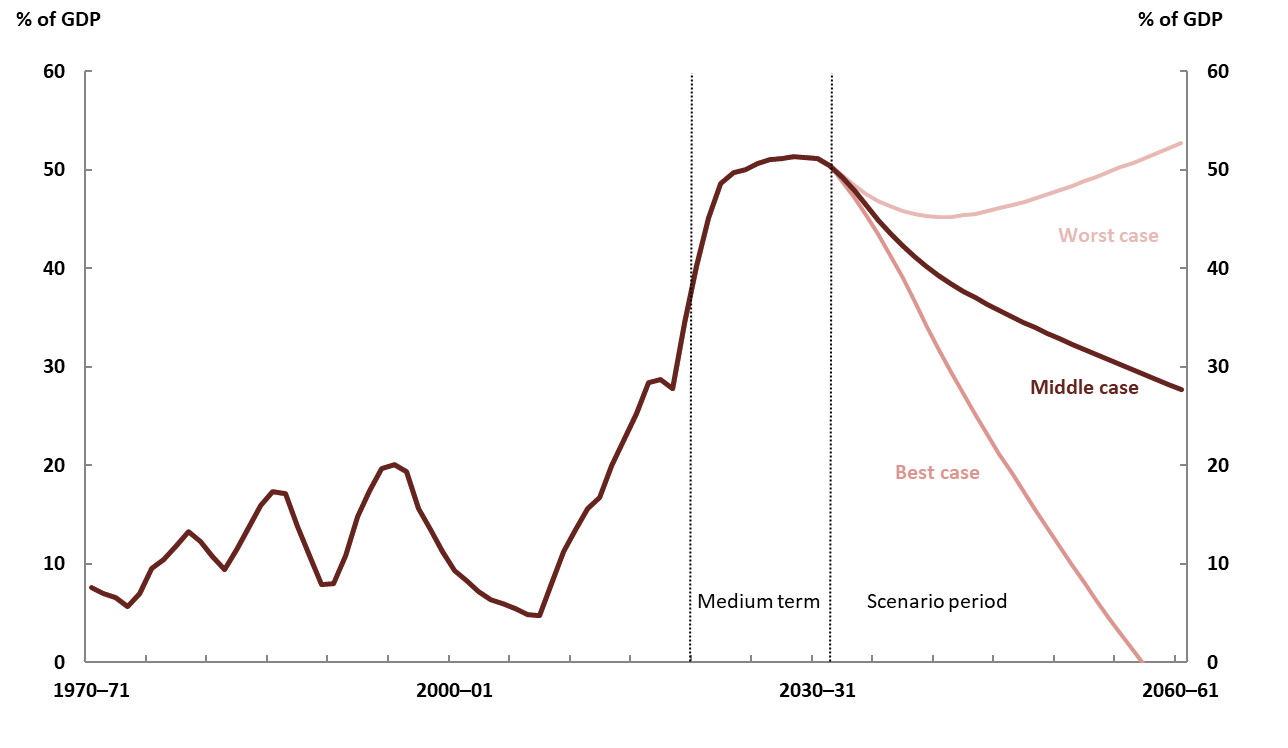 % of GDP
% of GDP
60
60
50
50
Worst case
40
40
30
30
Middle case
20
20
Best case
10
10
Medium term
Scenario period
0
0
1970–71
2000–01
2030–31
2060–61